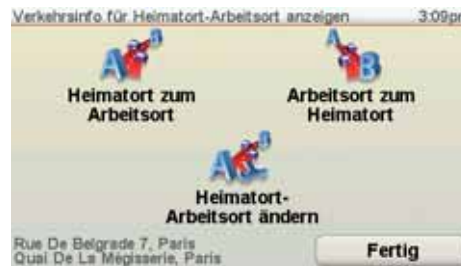 Verkehrsinfo für Heimatort-Arbeitsort anzeigen 3:09pm
Heimatort zum
Arbeitsort
Arbeitsort zum
Heimatort
Heimatort-
Arbeitsort ändern
Rue De Belgrade 7, Paris
Quai De La Mégisserie, Paris
Fertig